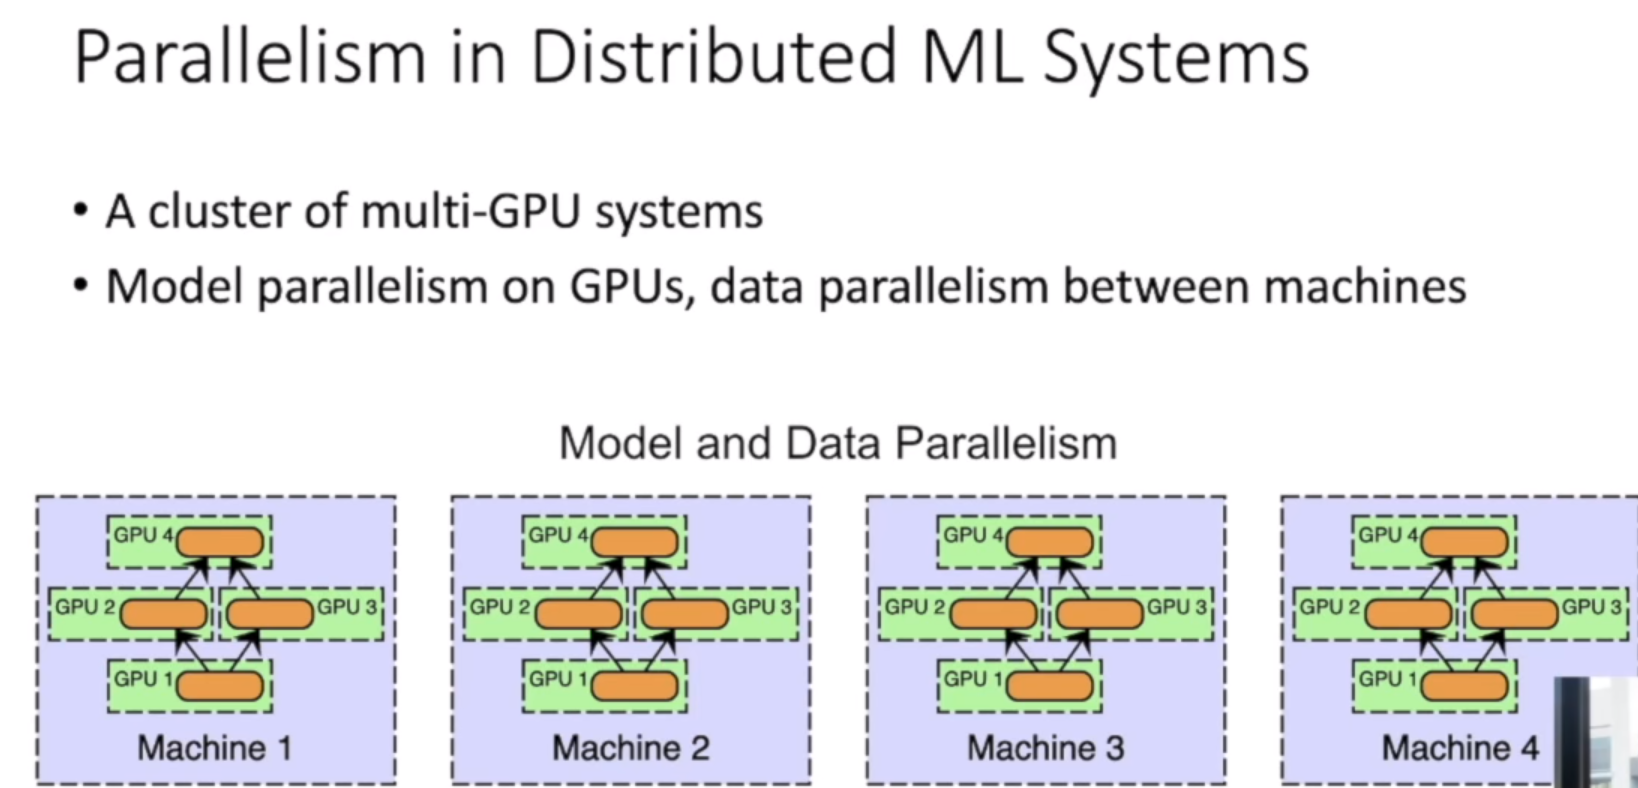 Parallelism in Distributed ML Systems
• A cluster of multi-GPU systems
• Model parallelism on GPUs, data parallelism between machines
Model and Data Parallelism
GPU 4
GPU 2
GPU 3
GPU 1
Machine 1
GPU 4
GPU 2
GPU 3
GPU 1
Machine 2
GPU 4
GPU 2
GPU 3
GPU 1
Machine 3
GPU 4
GPU 2
GPU 3
GPU 1
Machine 4